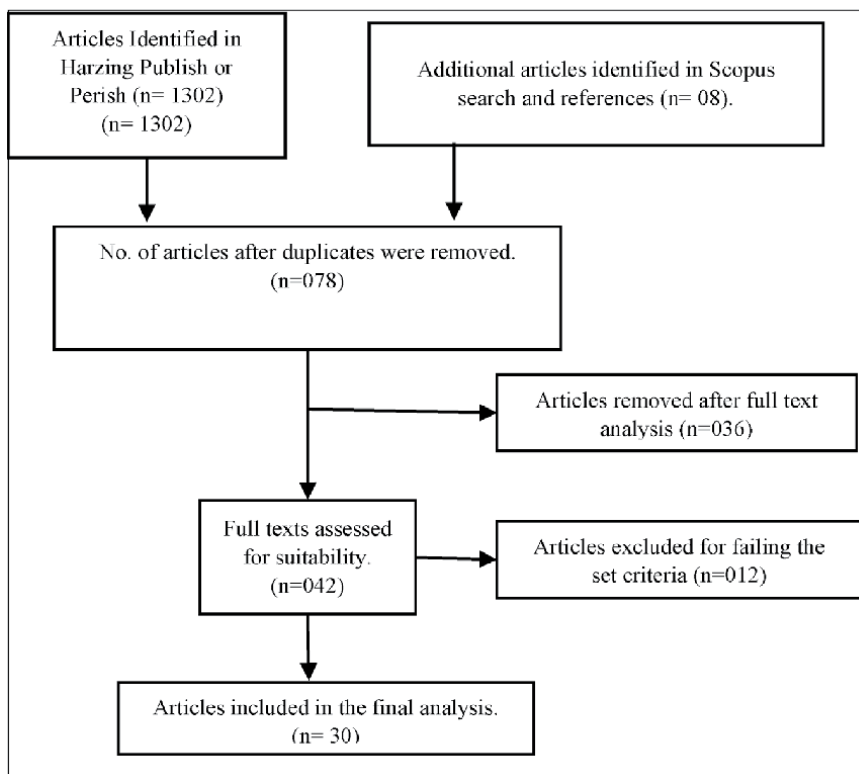 Articles Identified in
Harzing Publish or
Perish (n= 1302)
(n= 1302)
Additional articles identified in Scopus
search and references (n= 08).
No. of articles after duplicates were removed.
(n=078)
Articles removed after full text
analysis (n=036)
Full texts assessed
for suitability.
(n=042)
Articles excluded for failing the
set criteria (n=012)
Articles included in the final analysis.
(n= 30)